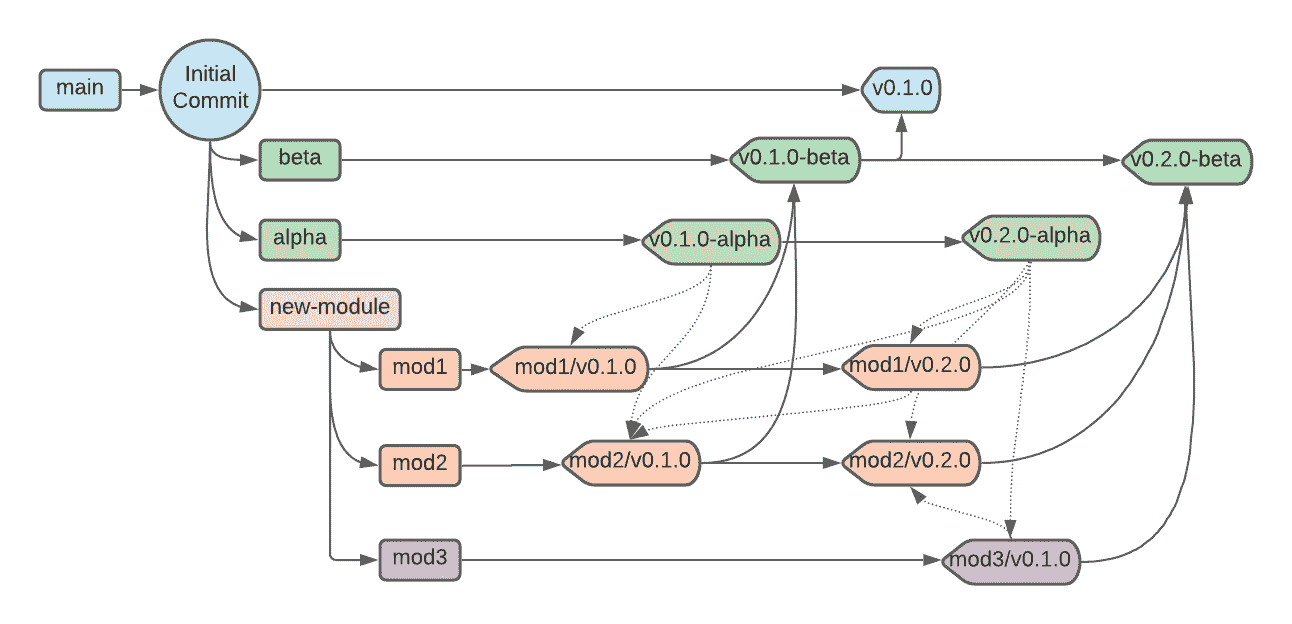 main
Initial
Commit
v0.1.0
beta
v0.1.0-beta
v0.2.0-beta
alpha
v0.1.0-alpha
v0.2.0-alpha
new-module
mod1
mod1/v0.1.0
mod1/v0.2.0
mod2
mod2/v0.1.0
mod2/v0.2.0
mod3
mod3/v0.1.0